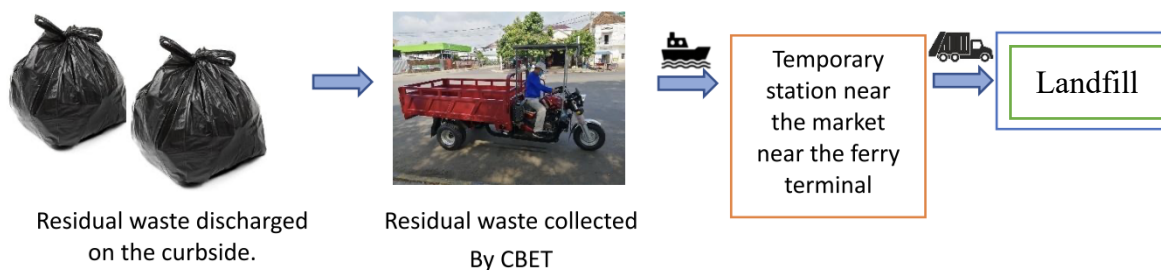 Residual waste discharged
on the curbside.
Residual waste collected
By CBET
Temporary
station near
the market
near the ferry
terminal
Landfill